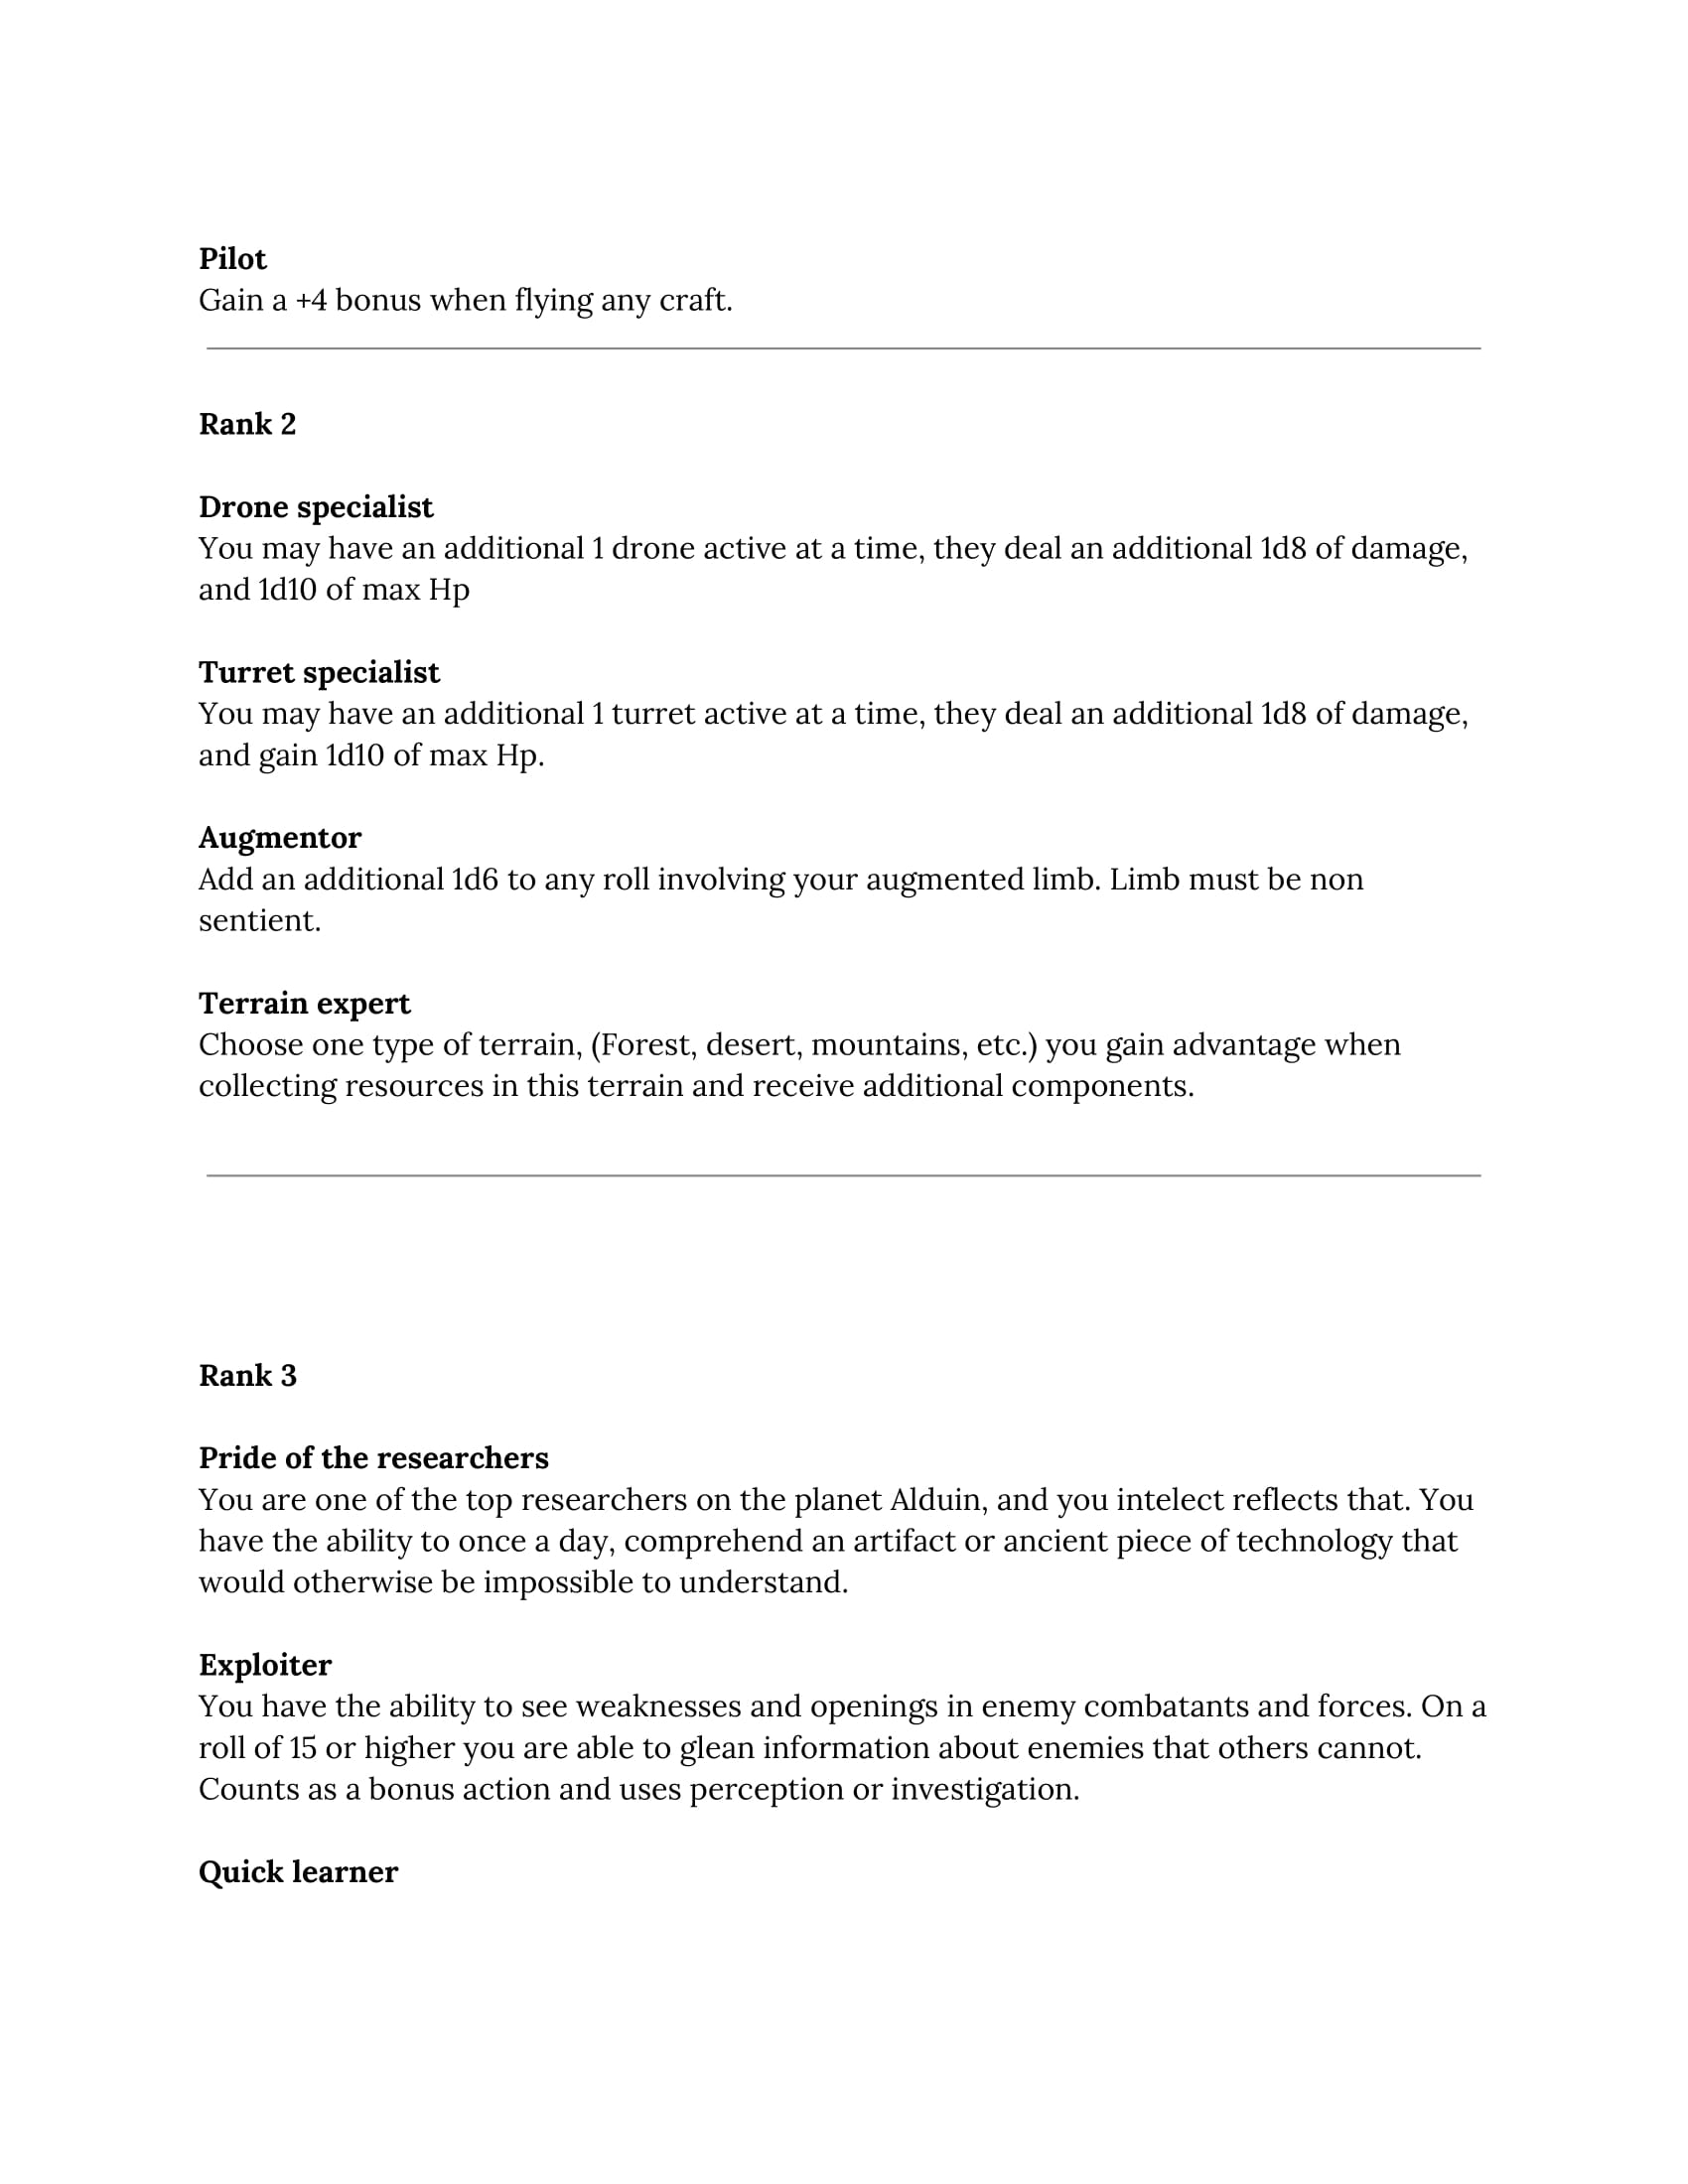 Pilot
Gain a +4 bonus when flying any craft.
Rank 2
Drone specialist
You may have an additional 1 drone active at a time, they deal an additional 1d8 of damage,
and 1d10 of max Hp
Turret specialist
You may have an additional 1 turret active at a time, they deal an additional 1d8 of damage,
and gain 1d10 of max Hp.
Augmentor
Add an additional 1d6 to any roll involving your augmented limb. Limb must be non
sentient.
Terrain expert
Choose one type of terrain, (Forest, desert, mountains, etc.) you gain advantage when
collecting resources in this terrain and receive additional components.
Rank 3
Pride of the researchers
You are one of the top researchers on the planet Alduin, and you intelect reflects that. You
have the ability to once a day, comprehend an artifact or ancient piece of technology that
would otherwise be impossible to understand.
Exploiter
You have the ability to see weaknesses and openings in enemy combatants and forces. On a
roll of 15 or higher you are able to glean information about enemies that others cannot.
Counts as a bonus action and uses perception or investigation.
Quick learner